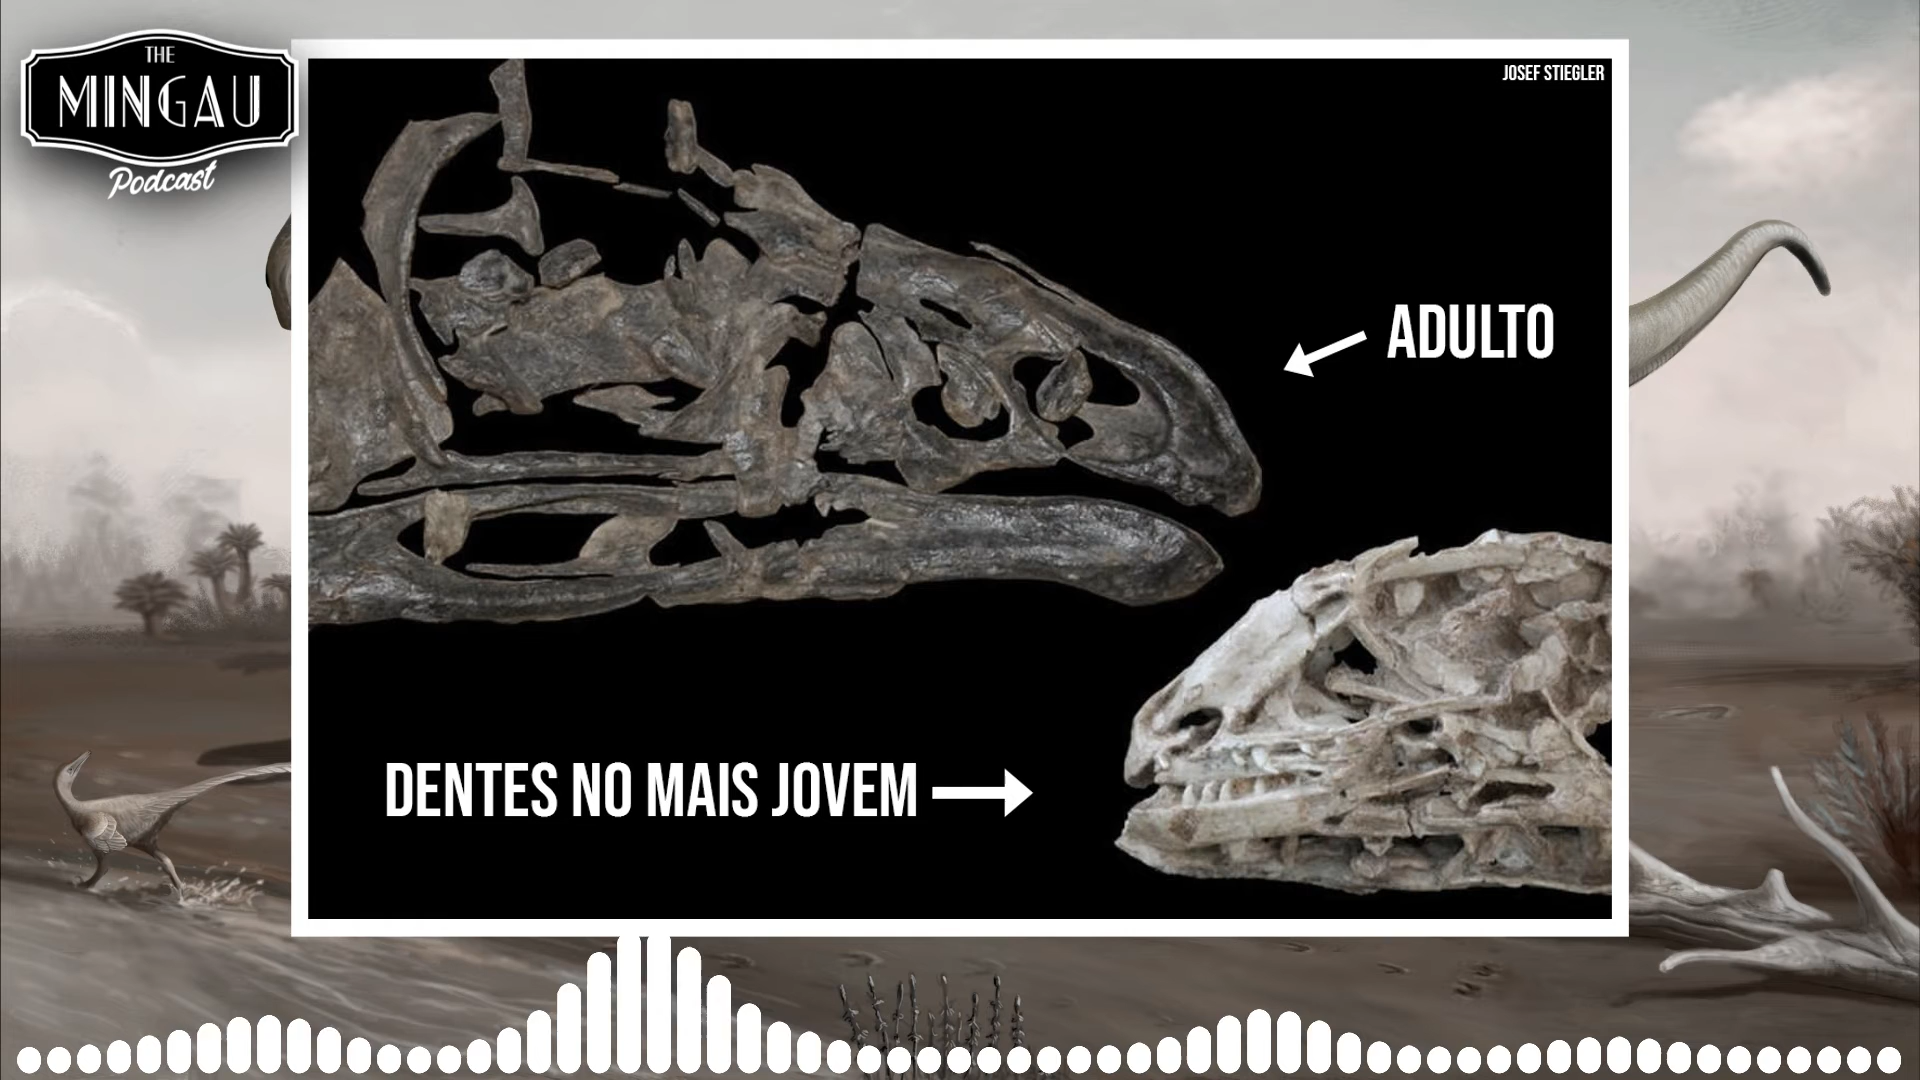 THE
MINGAU
Podcast
JOSEF STIEGLER
ADULTO
DENTES NO MAIS JOVEM